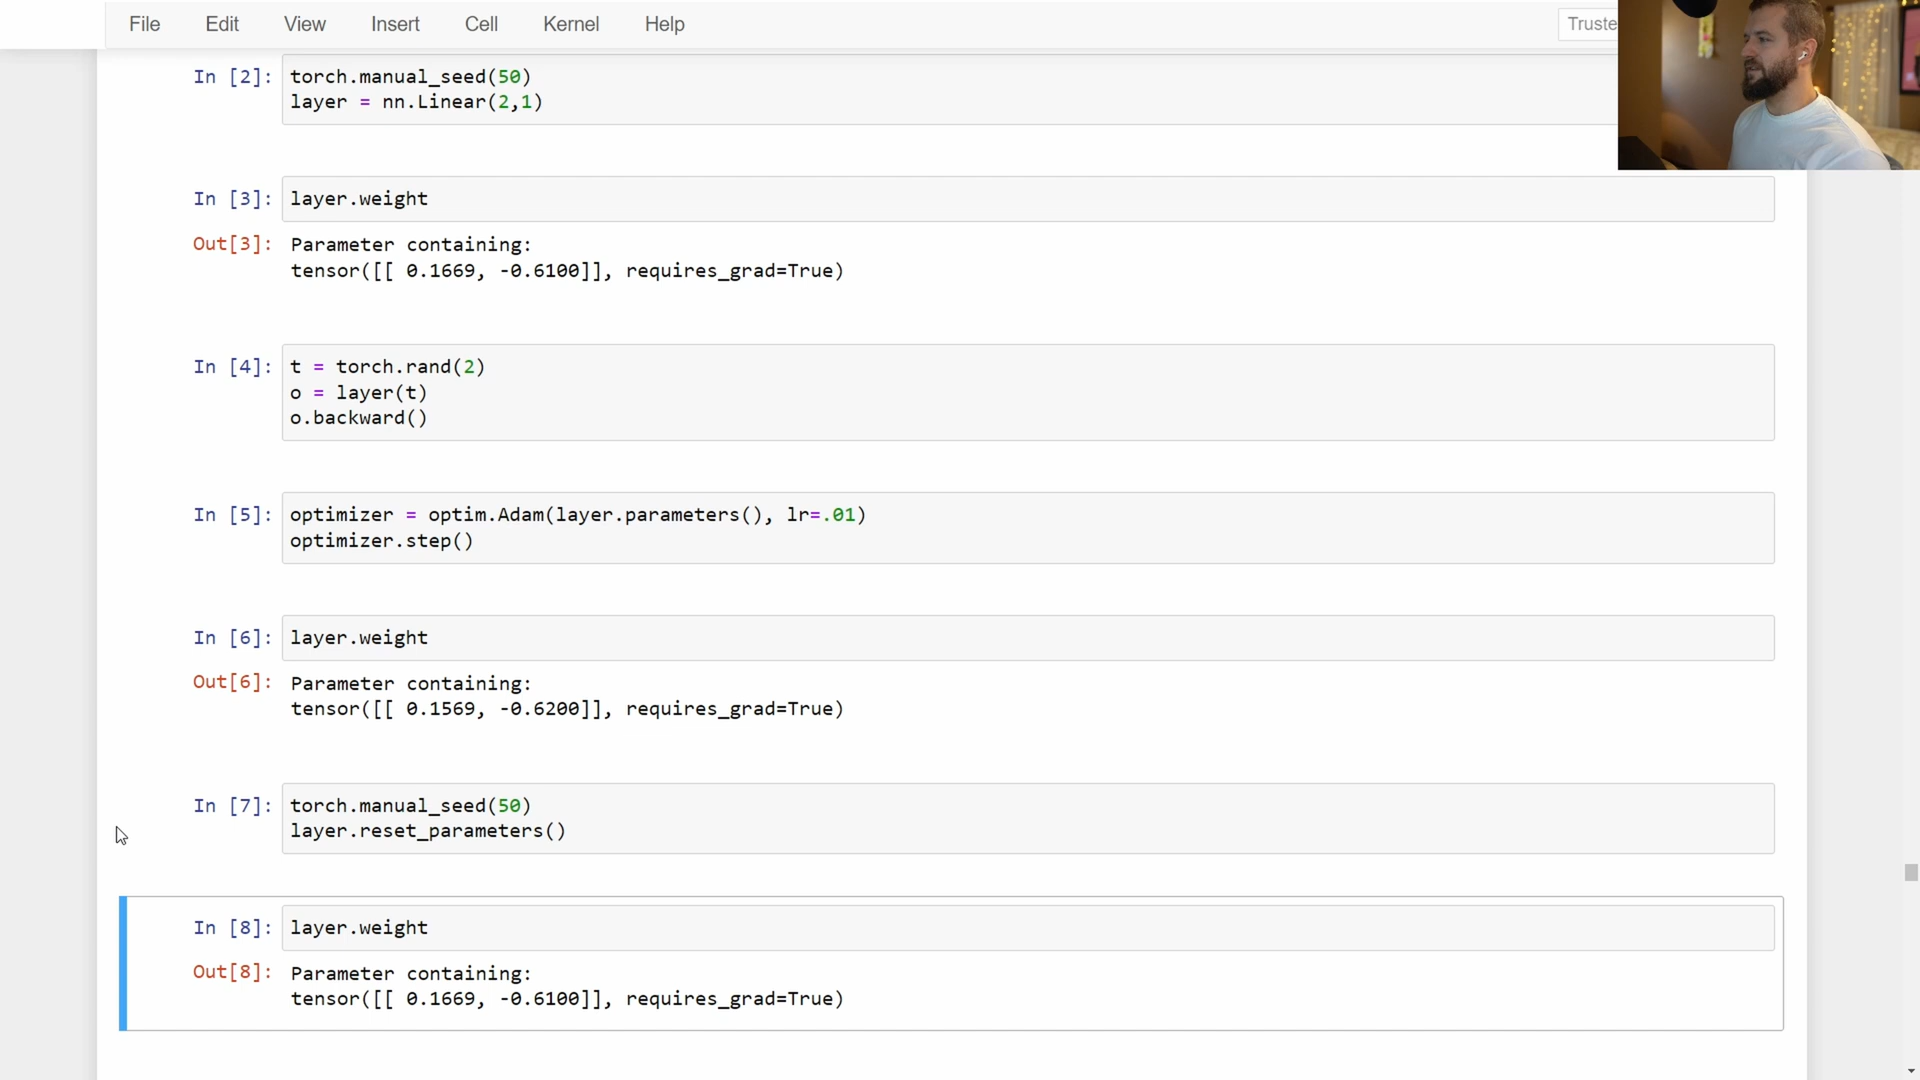 File Edit View Insert Cell Kernel Help
In [2]: torch.manual_seed(50)
layer = nn.Linear(2,1)
In [3]: layer.weight
Out[3]: Parameter containing:
tensor([[ 0.1669, -0.6100]], requires_grad=True)
In [4]: t = torch.rand(2)
o = layer(t)
o.backward()
In [5]: optimizer = optim.Adam(layer.parameters(), lr=.01)
optimizer.step()
In [6]: layer.weight
Out[6]: Parameter containing:
tensor([[ 0.1569, -0.6200]], requires_grad=True)
In [7]: torch.manual_seed(50)
layer.reset_parameters()
In [8]: layer.weight
Out[8]: Parameter containing:
tensor([[ 0.1669, -0.6100]], requires_grad=True)